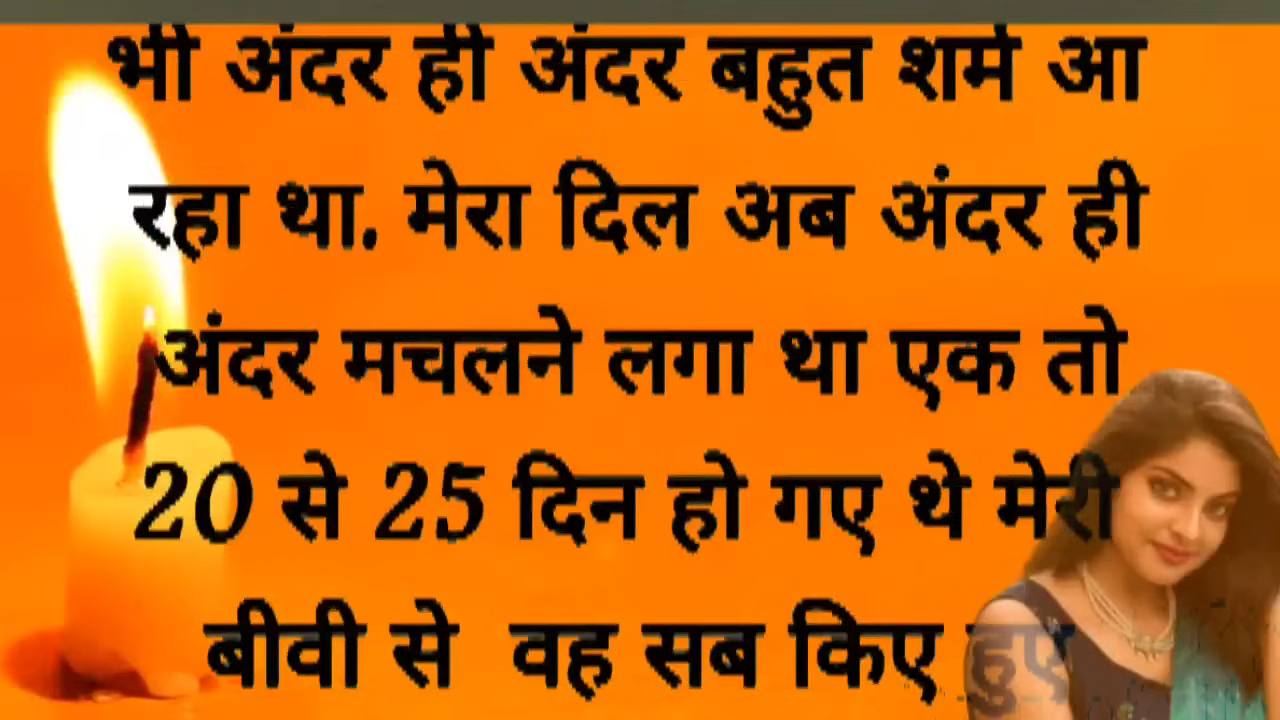 भी अंदर ही अंदर बहुत शर्म आ
रहा था. मेरा दिल अब अंदर ही
अंदर मचलने लगा था एक तो
20 से 25 दिन हो गए थे मेरी
बीवी से वह सब किए हुए